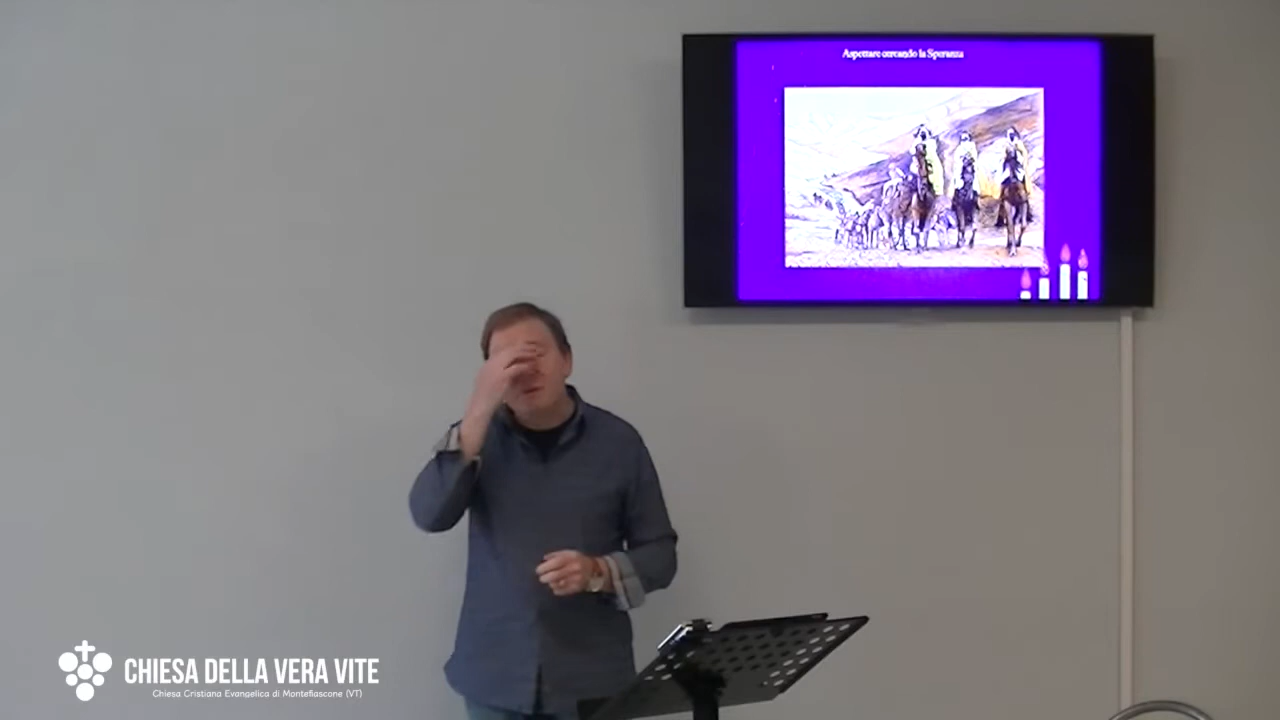 Aspettare cercando la Speranza
CHIESA DELLA VERA VITE
Chiesa Cristiana Evangelica di Montefiascone (VT)